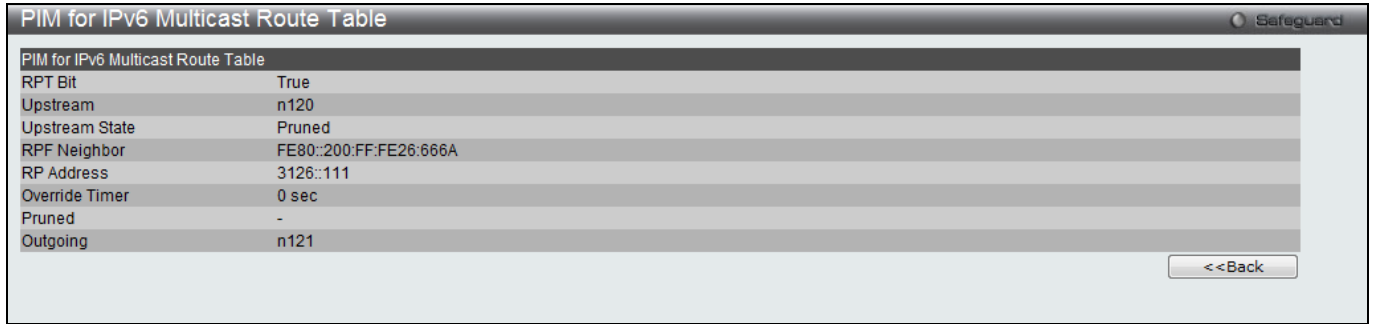 PIM for IPv6 Multicast Route Table
Safeguard
PIM for IPv6 Multicast Route Table
RPT Bit True
Upstream n120
Upstream State Pruned
RPF Neighbor FE80::200:FF:FE26:666A
RP Address 3126::111
Override Timer 0 sec
Pruned -
Outgoing n121
<<Back